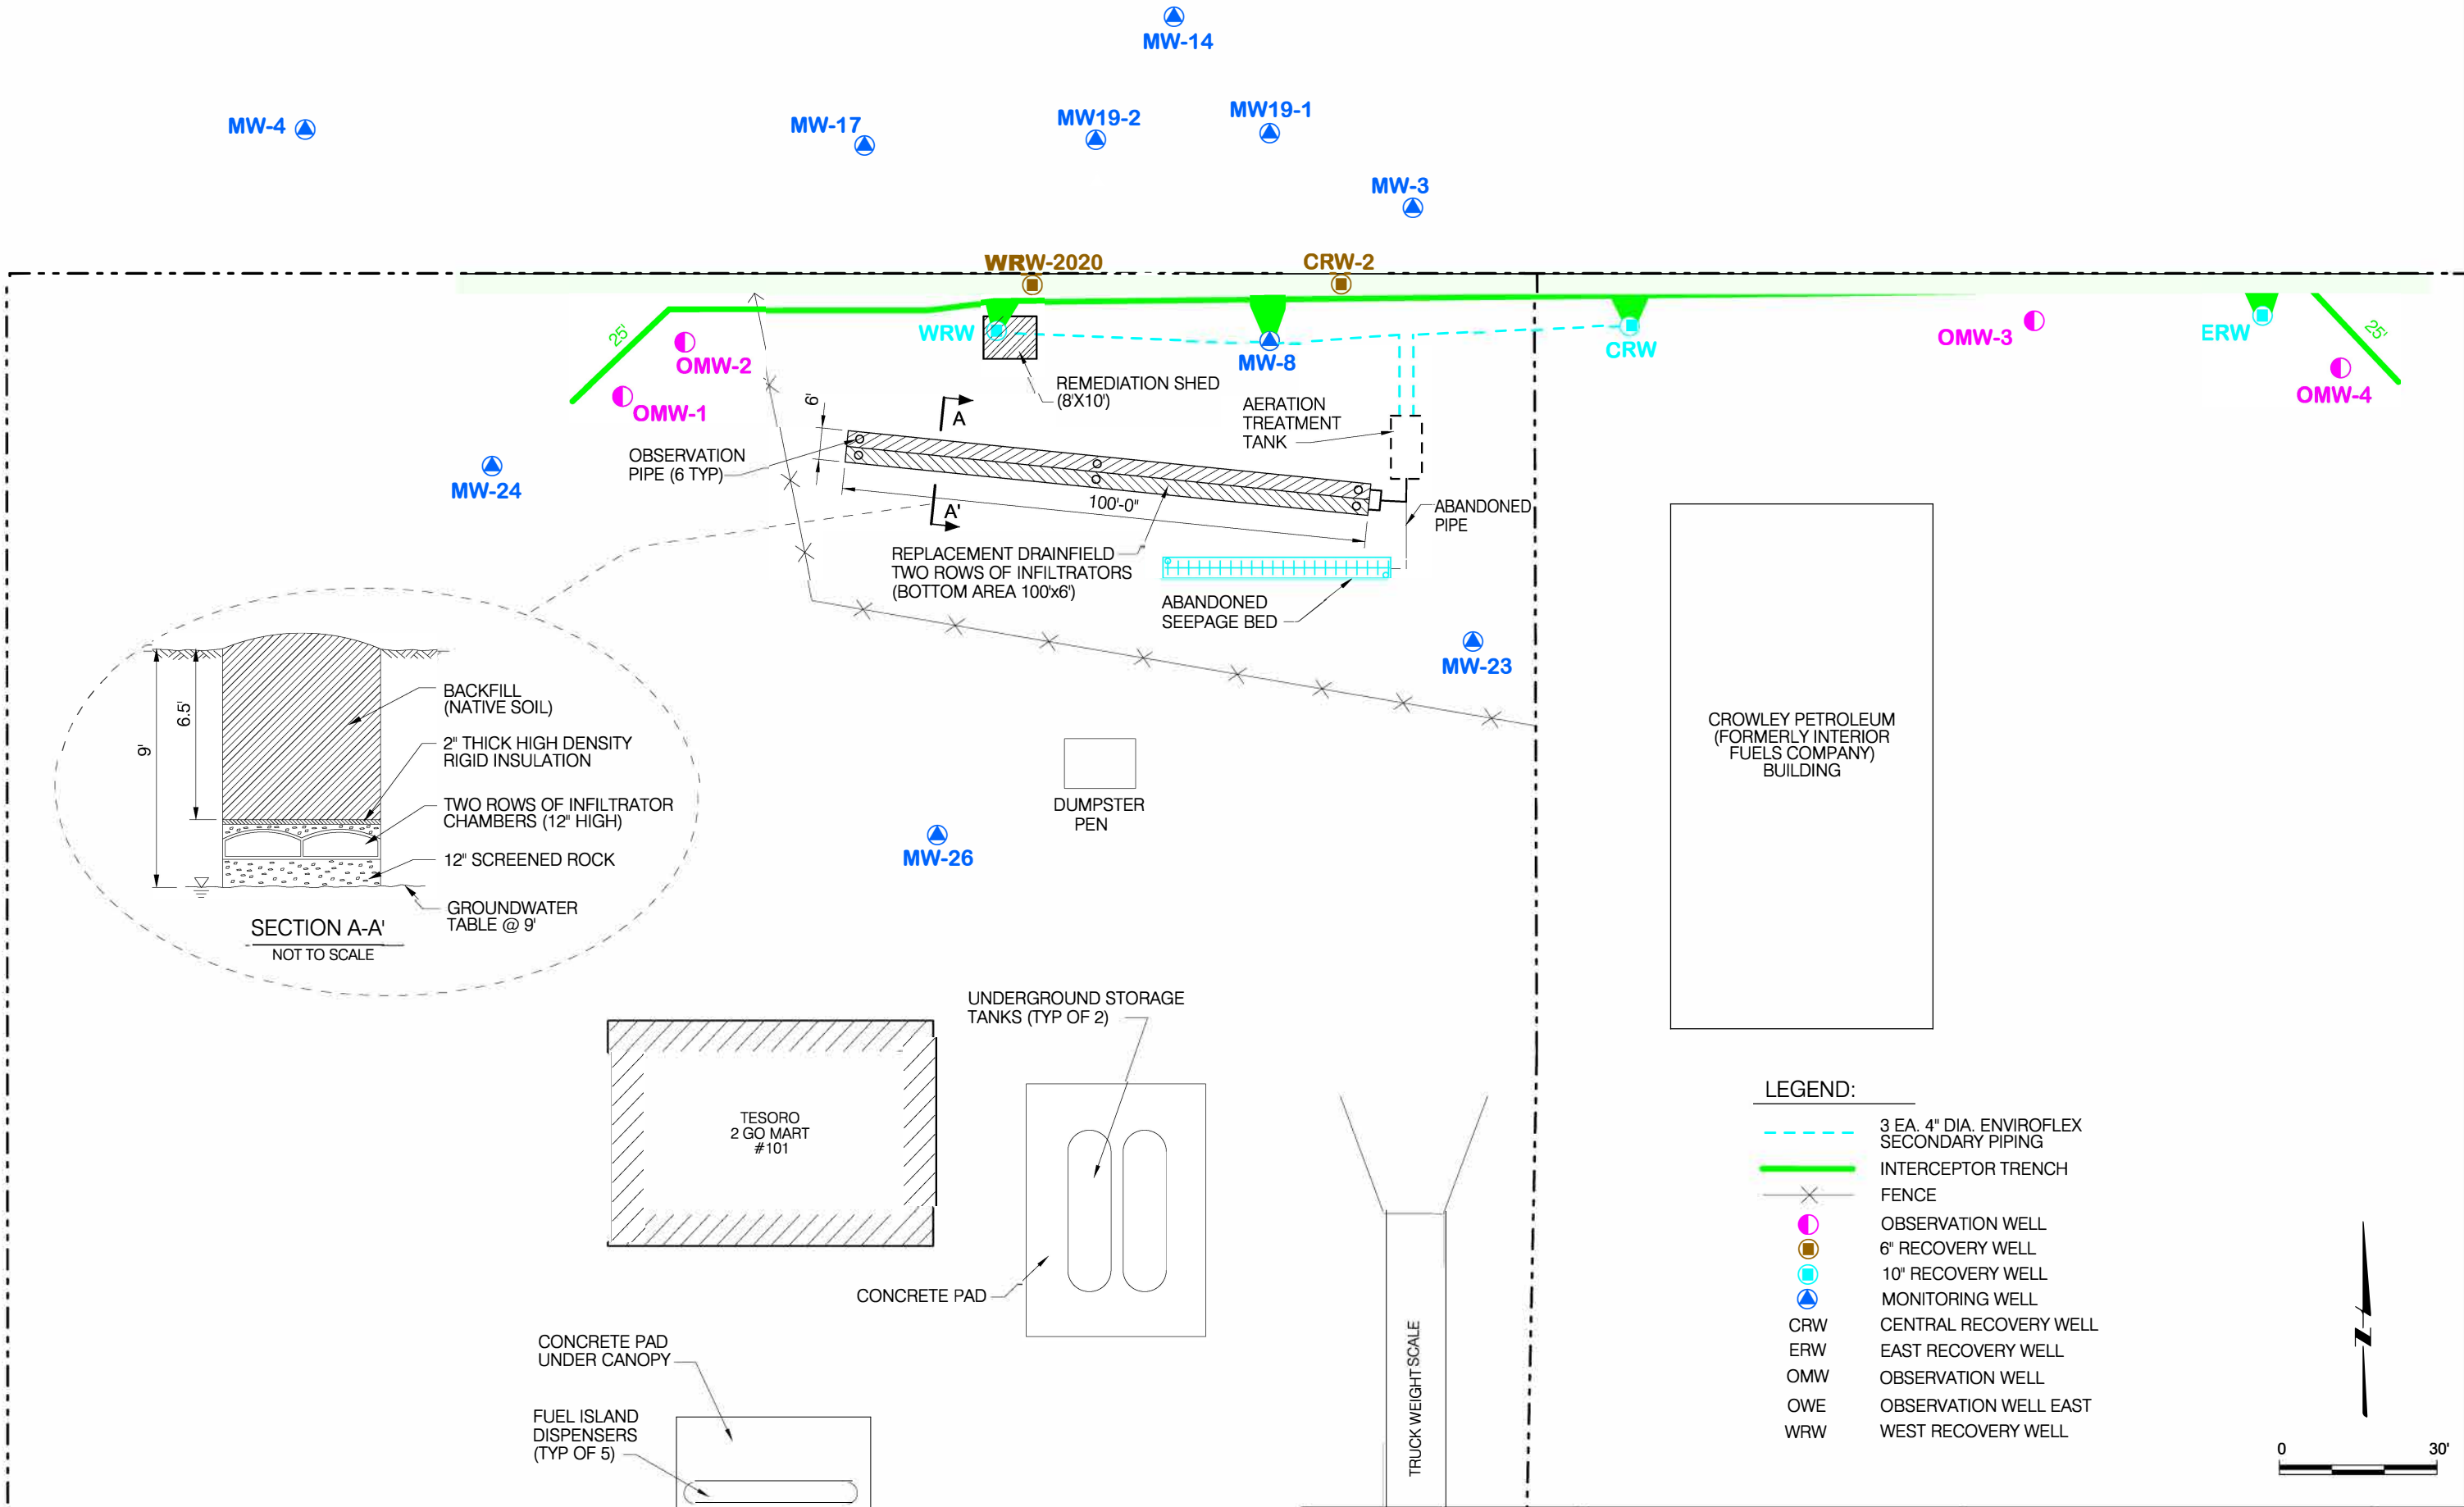 MW-14
MW-4
MW-17
MW19-2
MW19-1
MW-3
WRW-2020
CRW-2
25'
OMW-2
OMW-1
WRW
MW-8
CRW
OMW-3
ERW
25'
OMW-4
REMEDIATION SHED
(8'X10')
6'
A
AERATION
TREATMENT
TANK
OBSERVATION
PIPE (6 TYP)
MW-24
100'-0"
A'
ABANDONED
PIPE
REPLACEMENT DRAINFIELD
TWO ROWS OF INFILTRATORS
(BOTTOM AREA 100'x6')
ABANDONED
SEEPAGE BED
MW-23
BACKFILL
(NATIVE SOIL)
6.5'
9'
2" THICK HIGH DENSITY
RIGID INSULATION
TWO ROWS OF INFILTRATOR
CHAMBERS (12" HIGH)
12" SCREENED ROCK
GROUNDWATER
TABLE @ 9'
SECTION A-A'
NOT TO SCALE
DUMPSTER
PEN
MW-26
CROWLEY PETROLEUM
(FORMERLY INTERIOR
FUELS COMPANY)
BUILDING
UNDERGROUND STORAGE
TANKS (TYP OF 2)
TESORO
2 GO MART
#101
CONCRETE PAD
CONCRETE PAD
UNDER CANOPY
FUEL ISLAND
DISPENSERS
(TYP OF 5)
TRUCK WEIGHT SCALE
LEGEND:
3 EA. 4" DIA. ENVIROFLEX
SECONDARY PIPING
INTERCEPTOR TRENCH
FENCE
OBSERVATION WELL
6" RECOVERY WELL
10" RECOVERY WELL
MONITORING WELL
CRW CENTRAL RECOVERY WELL
ERW EAST RECOVERY WELL
OMW OBSERVATION WELL
OWE OBSERVATION WELL EAST
WRW WEST RECOVERY WELL
N
0 30'